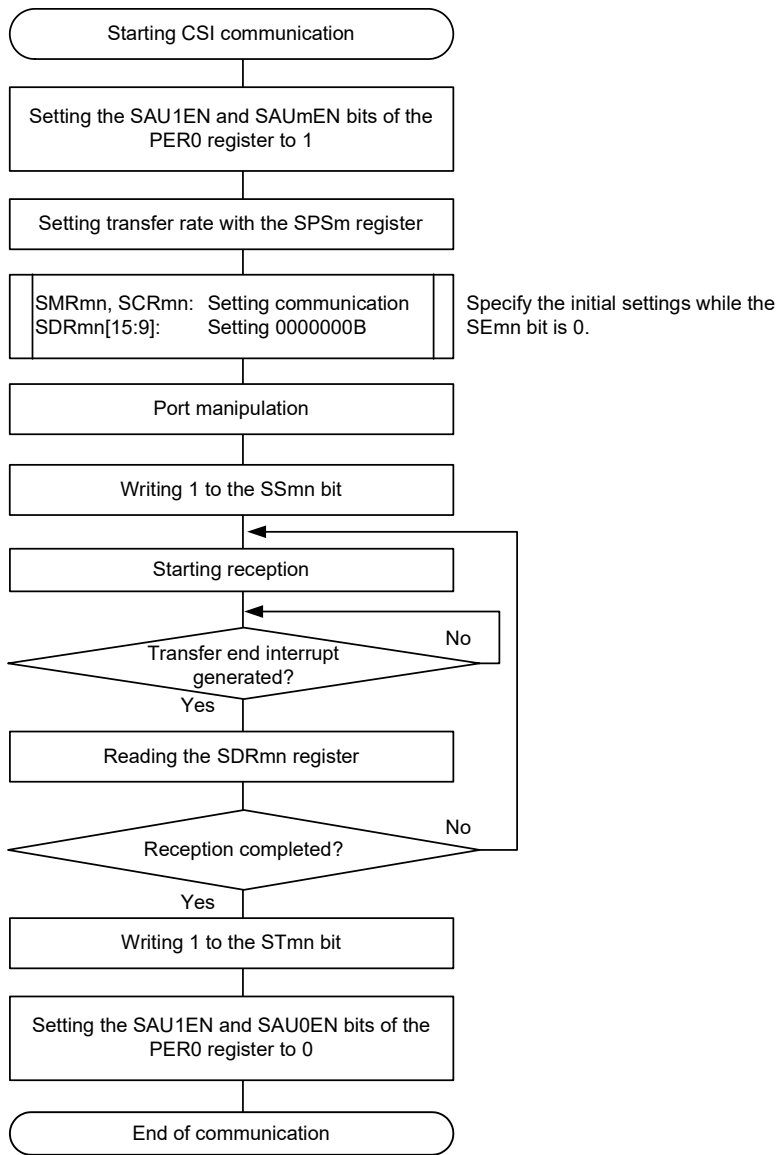 Starting CSI communication
Setting the SAU1EN and SAUmEN bits of the
PER0 register to 1
Setting transfer rate with the SPSm register
SMRmn, SCRmn: Setting communication
SDRmn[15:9]: Setting 0000000B
Specify the initial settings while the
SEmn bit is 0.
Port manipulation
Writing 1 to the SSmn bit
Starting reception
No
Transfer end interrupt
generated?
Yes
Reading the SDRmn register
No
Reception completed?
Yes
Writing 1 to the STmn bit
Setting the SAU1EN and SAU0EN bits of the
PER0 register to 0
End of communication